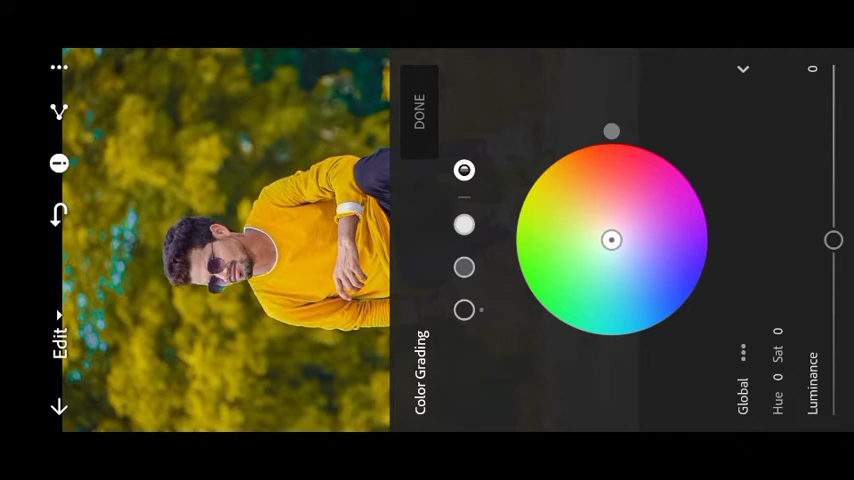 Edit
Color Grading
DONE
Global
Hue 0 Sat 0
Luminance 0